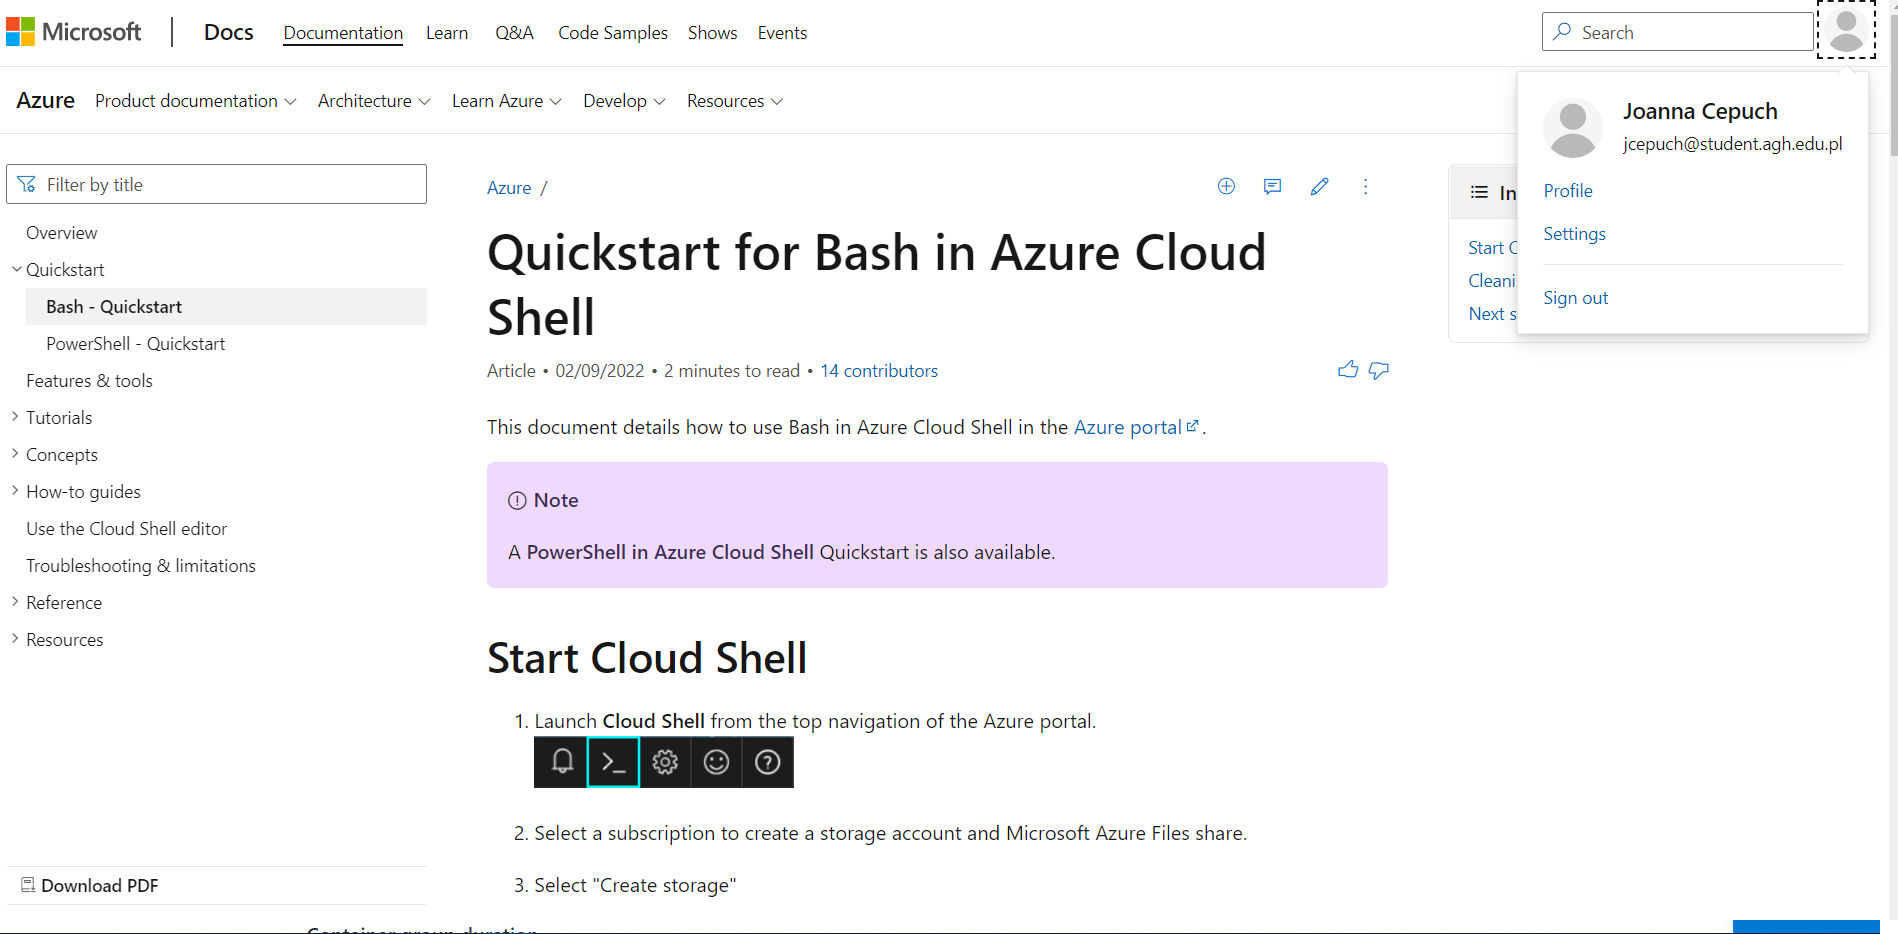 Microsoft
Docs
Documentation
Learn
Q&A
Code Samples
Shows
Events
Search
Azure
Product documentation
Architecture
Learn Azure
Develop
Resources
Joanna Cepuch
jcepuch@student.agh.edu.pl
Profile
Settings
Sign out
Filter by title
Overview
Quickstart
Bash - Quickstart
PowerShell - Quickstart
Features & tools
Tutorials
Concepts
How-to guides
Use the Cloud Shell editor
Troubleshooting & limitations
Reference
Resources
Download PDF
Azure /
Quickstart for Bash in Azure Cloud
Shell
Article • 02/09/2022 • 2 minutes to read • 14 contributors
This document details how to use Bash in Azure Cloud Shell in the Azure portal.
Note
A PowerShell in Azure Cloud Shell Quickstart is also available.
Start Cloud Shell
1. Launch Cloud Shell from the top navigation of the Azure portal.
2. Select a subscription to create a storage account and Microsoft Azure Files share.
3. Select "Create storage"
In
Start C
Cleani
Next s
Container group duration